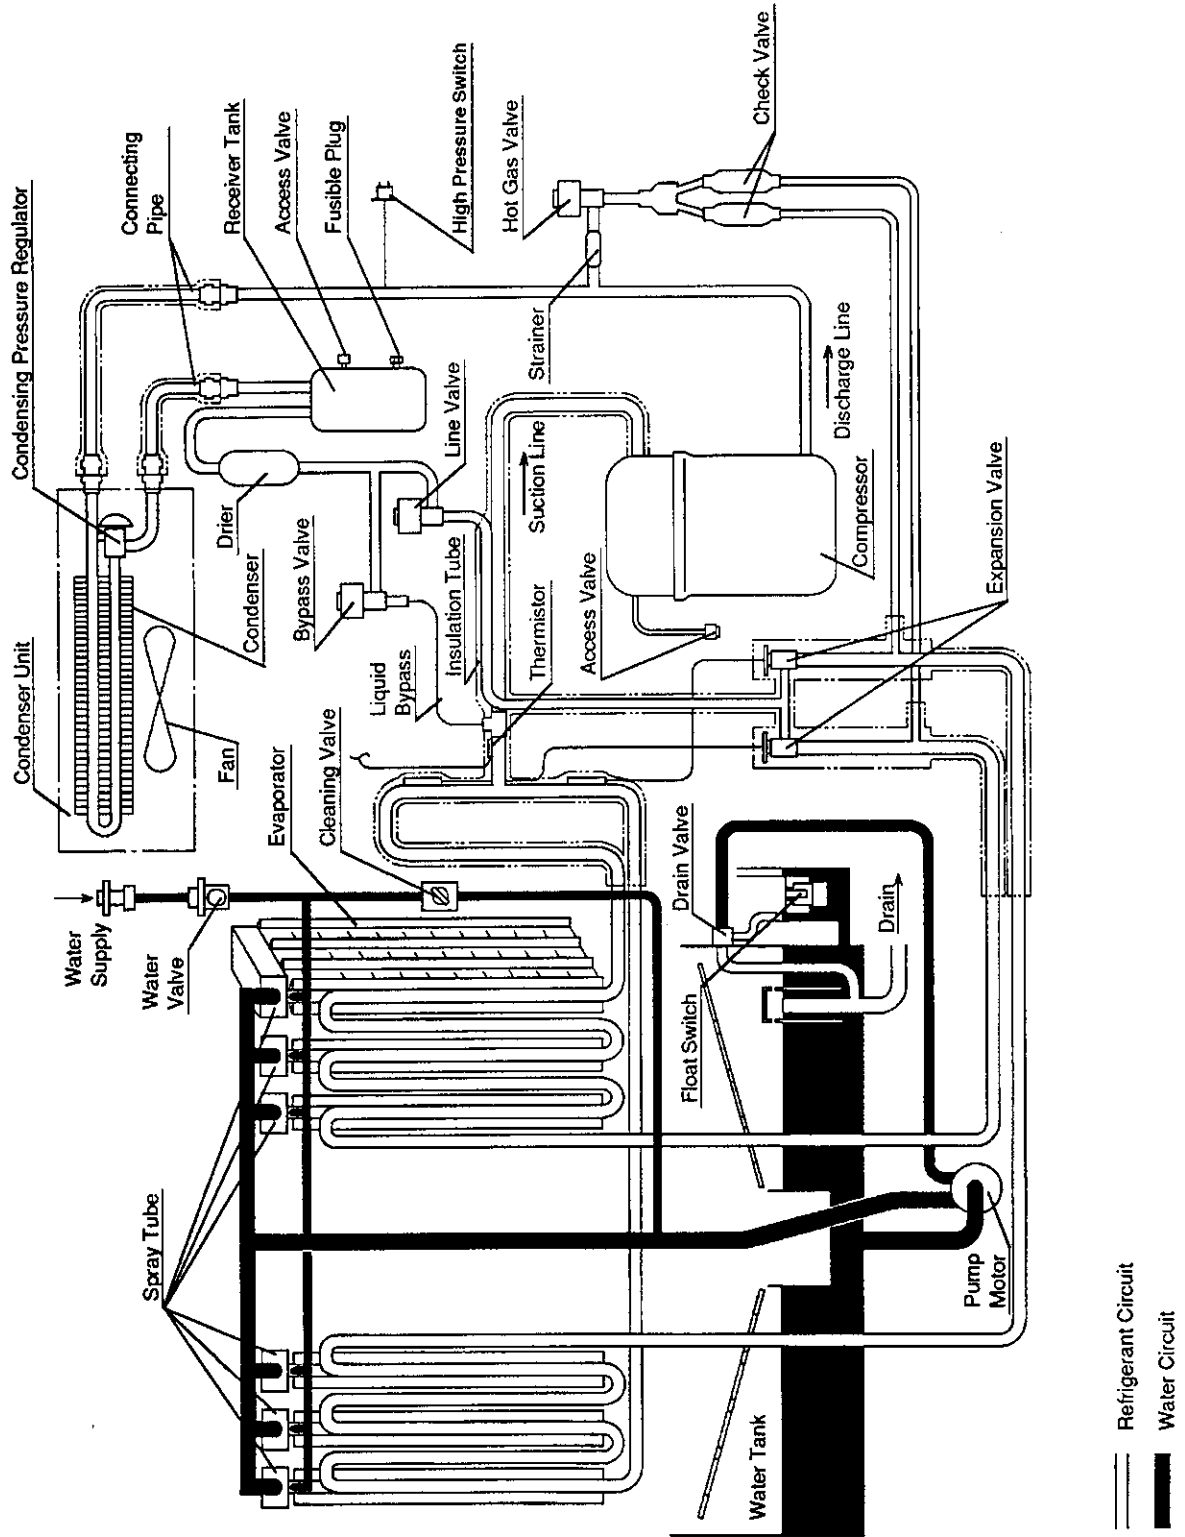 Condenser Unit
Condensing Pressure Regulator
Connecting
Pipe
Receiver Tank
Access Valve
Fusible Plug
High Pressure Switch
Hot Gas Valve
Check Valve
Fan
Condenser
Drier
Bypass Valve
Line Valve
Strainer
Liquid
Bypass
Insulation Tube
Suction Line
Discharge Line
Thermistor
Access Valve
Compressor
Expansion Valve
Water
Supply
Water
Valve
Evaporator
Cleaning Valve
Drain Valve
Float Switch
Drain
Spray Tube
Water Tank
Pump
Motor
Refrigerant Circuit
Water Circuit